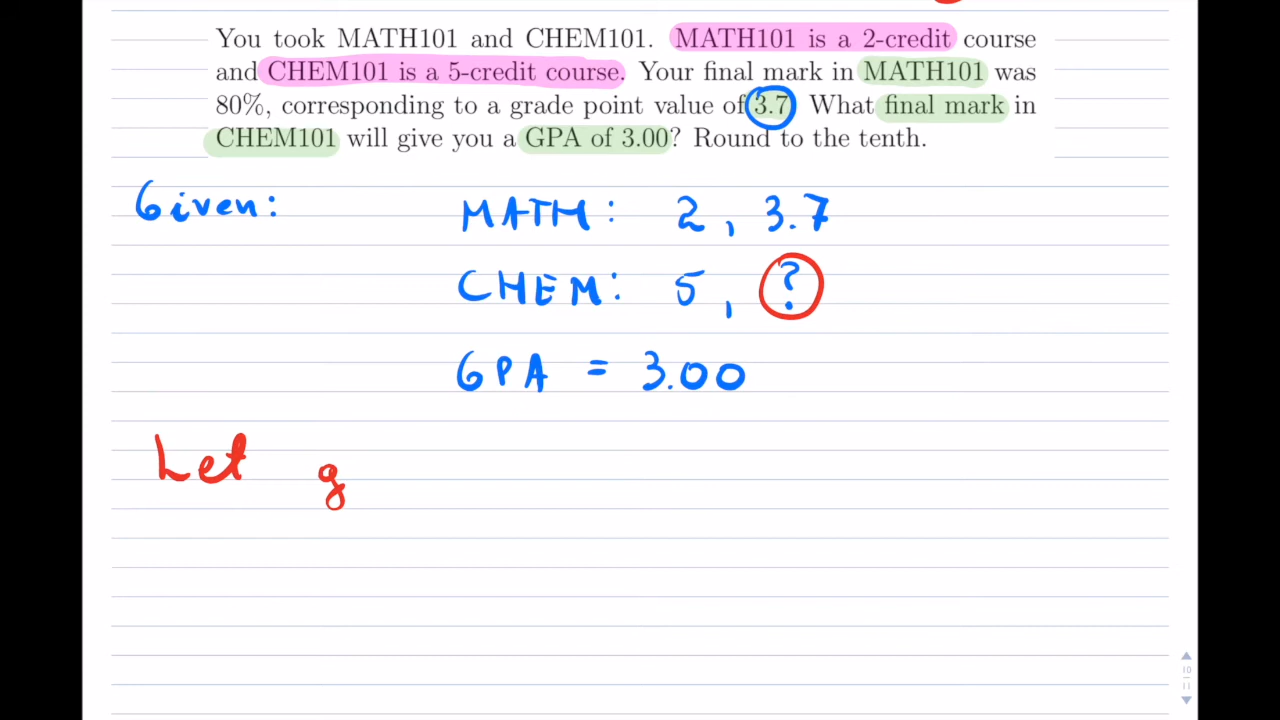 You took MATH101 and CHEM101. MATH101 is a 2-credit course
and CHEM101 is a 5-credit course. Your final mark in MATH101 was
80%, corresponding to a grade point value of 3.7 What final mark in
CHEM101 will give you a GPA of 3.00? Round to the tenth.
Given: MATH: 2, 3.7
CHEM: 5, ?
GPA = 3.00
Let g
10
11